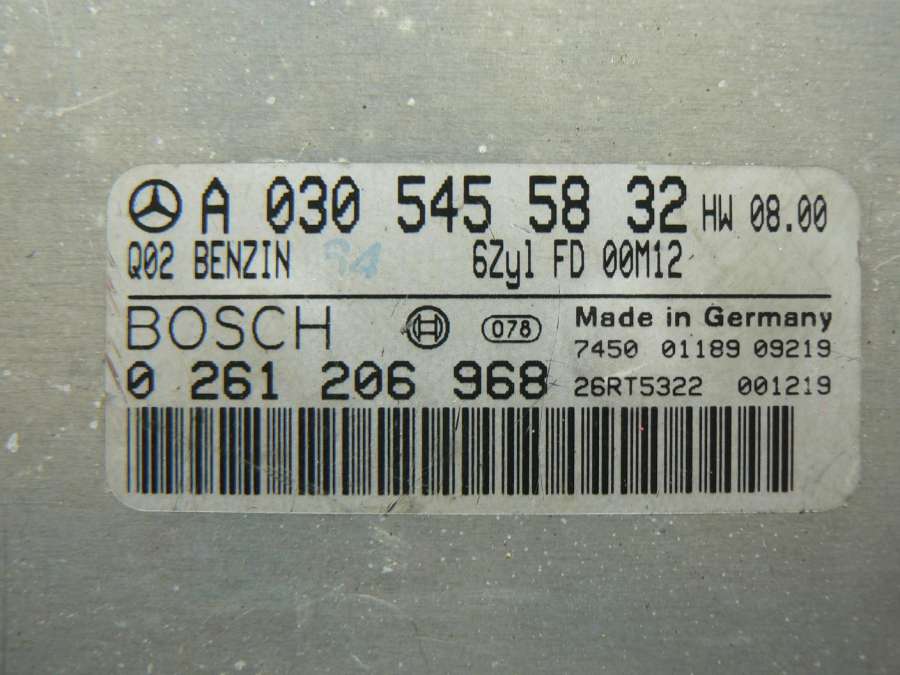 A 030 545 58 32 HW 08.00
Q02 BENZIN 94 6Zyl FD 00M12
BOSCH 078 Made in Germany
7450 01189 09219
0 261 206 968 26RT5322 001219